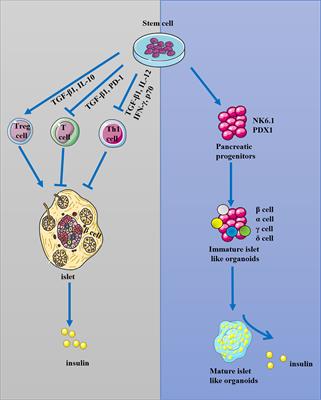 Stem cell
TGF-β1, IL-10
TGF-β1, PD-1
TGF-β1, IL-12
IFN-γ, p70
Treg
cell
T
cell
Th1
cell
NK6.1
PDX1
Pancreatic
progenitors
β cell
islet
β cell
α cell
γ cell
δ cell
Immature islet
like organoids
insulin
insulin
Mature islet
like organoids